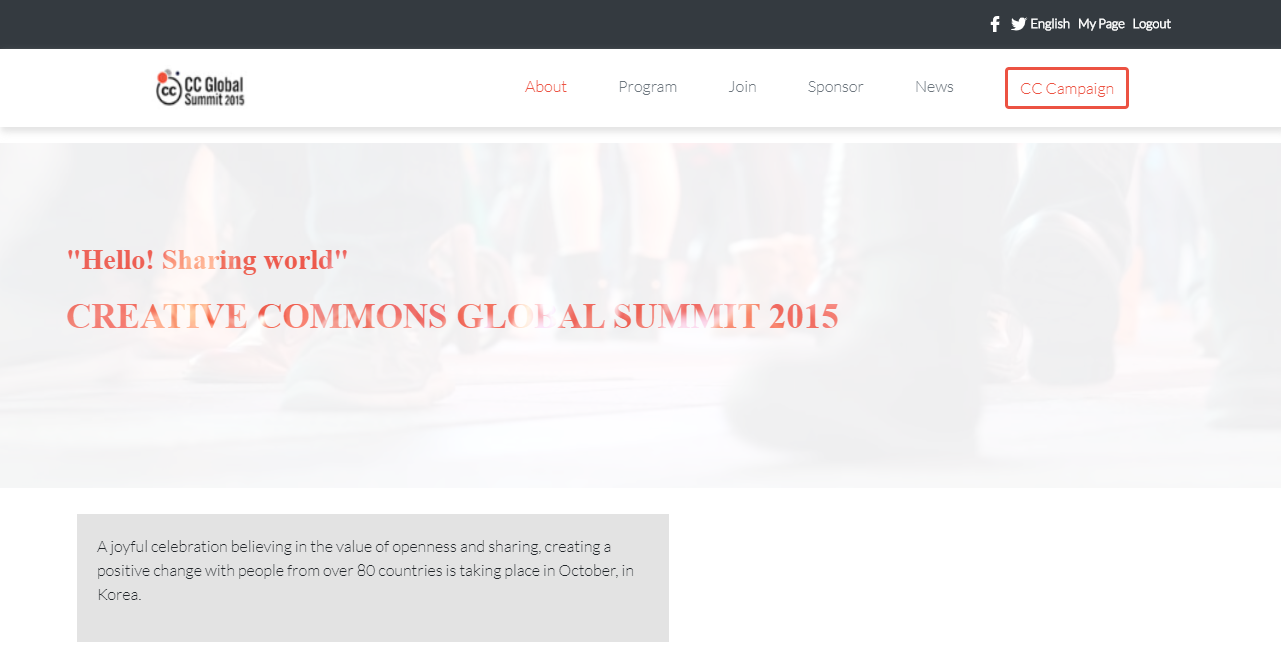 English My Page Logout
CC Global
Summit 2015
cc
About Program Join Sponsor News CC Campaign
"Hello! Sharing world"
CREATIVE COMMONS GLOBAL SUMMIT 2015
A joyful celebration believing in the value of openness and sharing, creating a
positive change with people from over 80 countries is taking place in October, in
Korea.